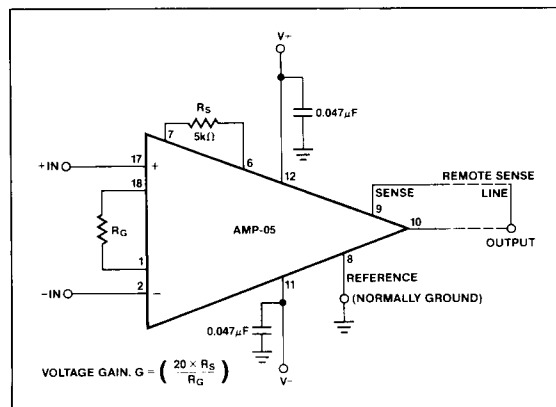 V+
RS
5kΩ
0.047µF
7
6
+IN
17
+
12
18
REMOTE SENSE
SENSE
LINE
9
RG
AMP-05
10
OUTPUT
1
8
11
REFERENCE
-IN
2
−
(NORMALLY GROUND)
0.047µF
VOLTAGE GAIN, G = ( 20 × RS / RG )
V−